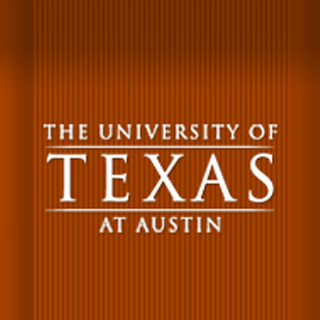 THE UNIVERSITY OF
TEXAS
AT AUSTIN